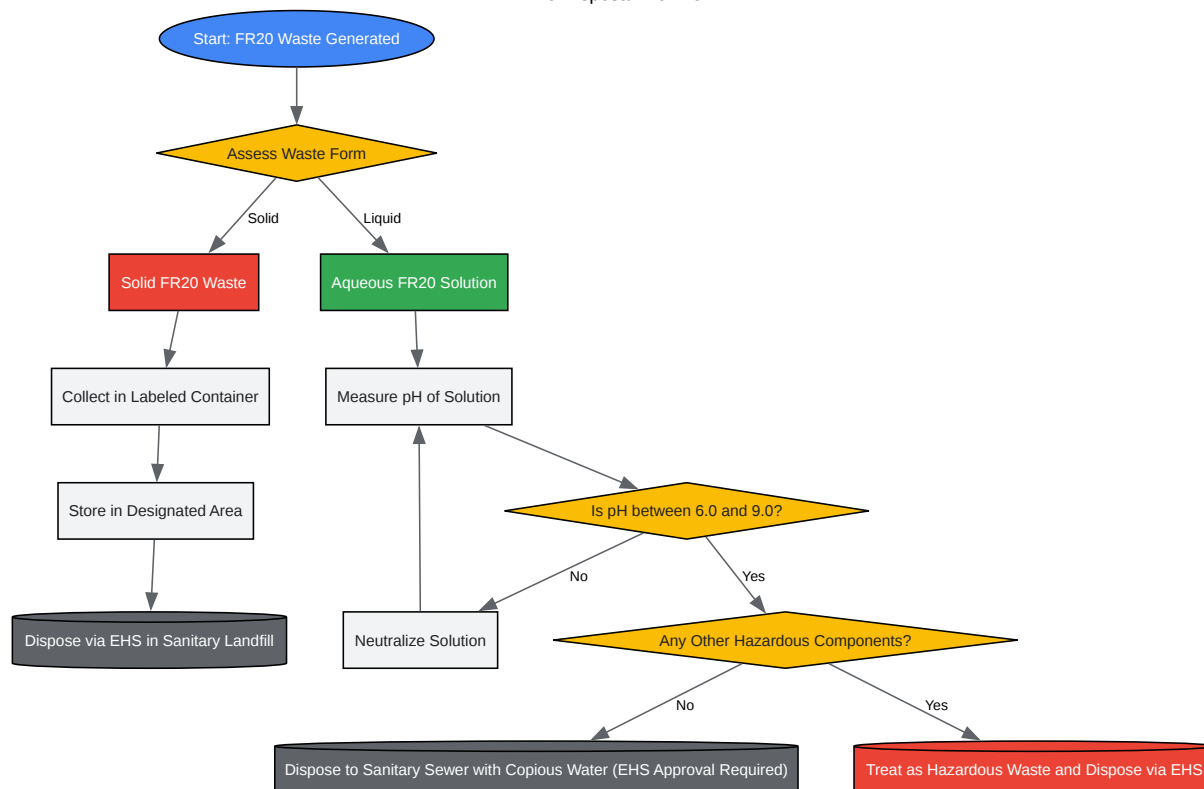 Start: FR20 Waste Generated
Assess Waste Form
Solid
Liquid
Solid FR20 Waste
Aqueous FR20 Solution
Collect in Labeled Container
Measure pH of Solution
Store in Designated Area
Is pH between 6.0 and 9.0?
No
Yes
Dispose via EHS in Sanitary Landfill
Neutralize Solution
Any Other Hazardous Components?
No
Yes
Dispose to Sanitary Sewer with Copious Water (EHS Approval Required)
Treat as Hazardous Waste and Dispose via EHS